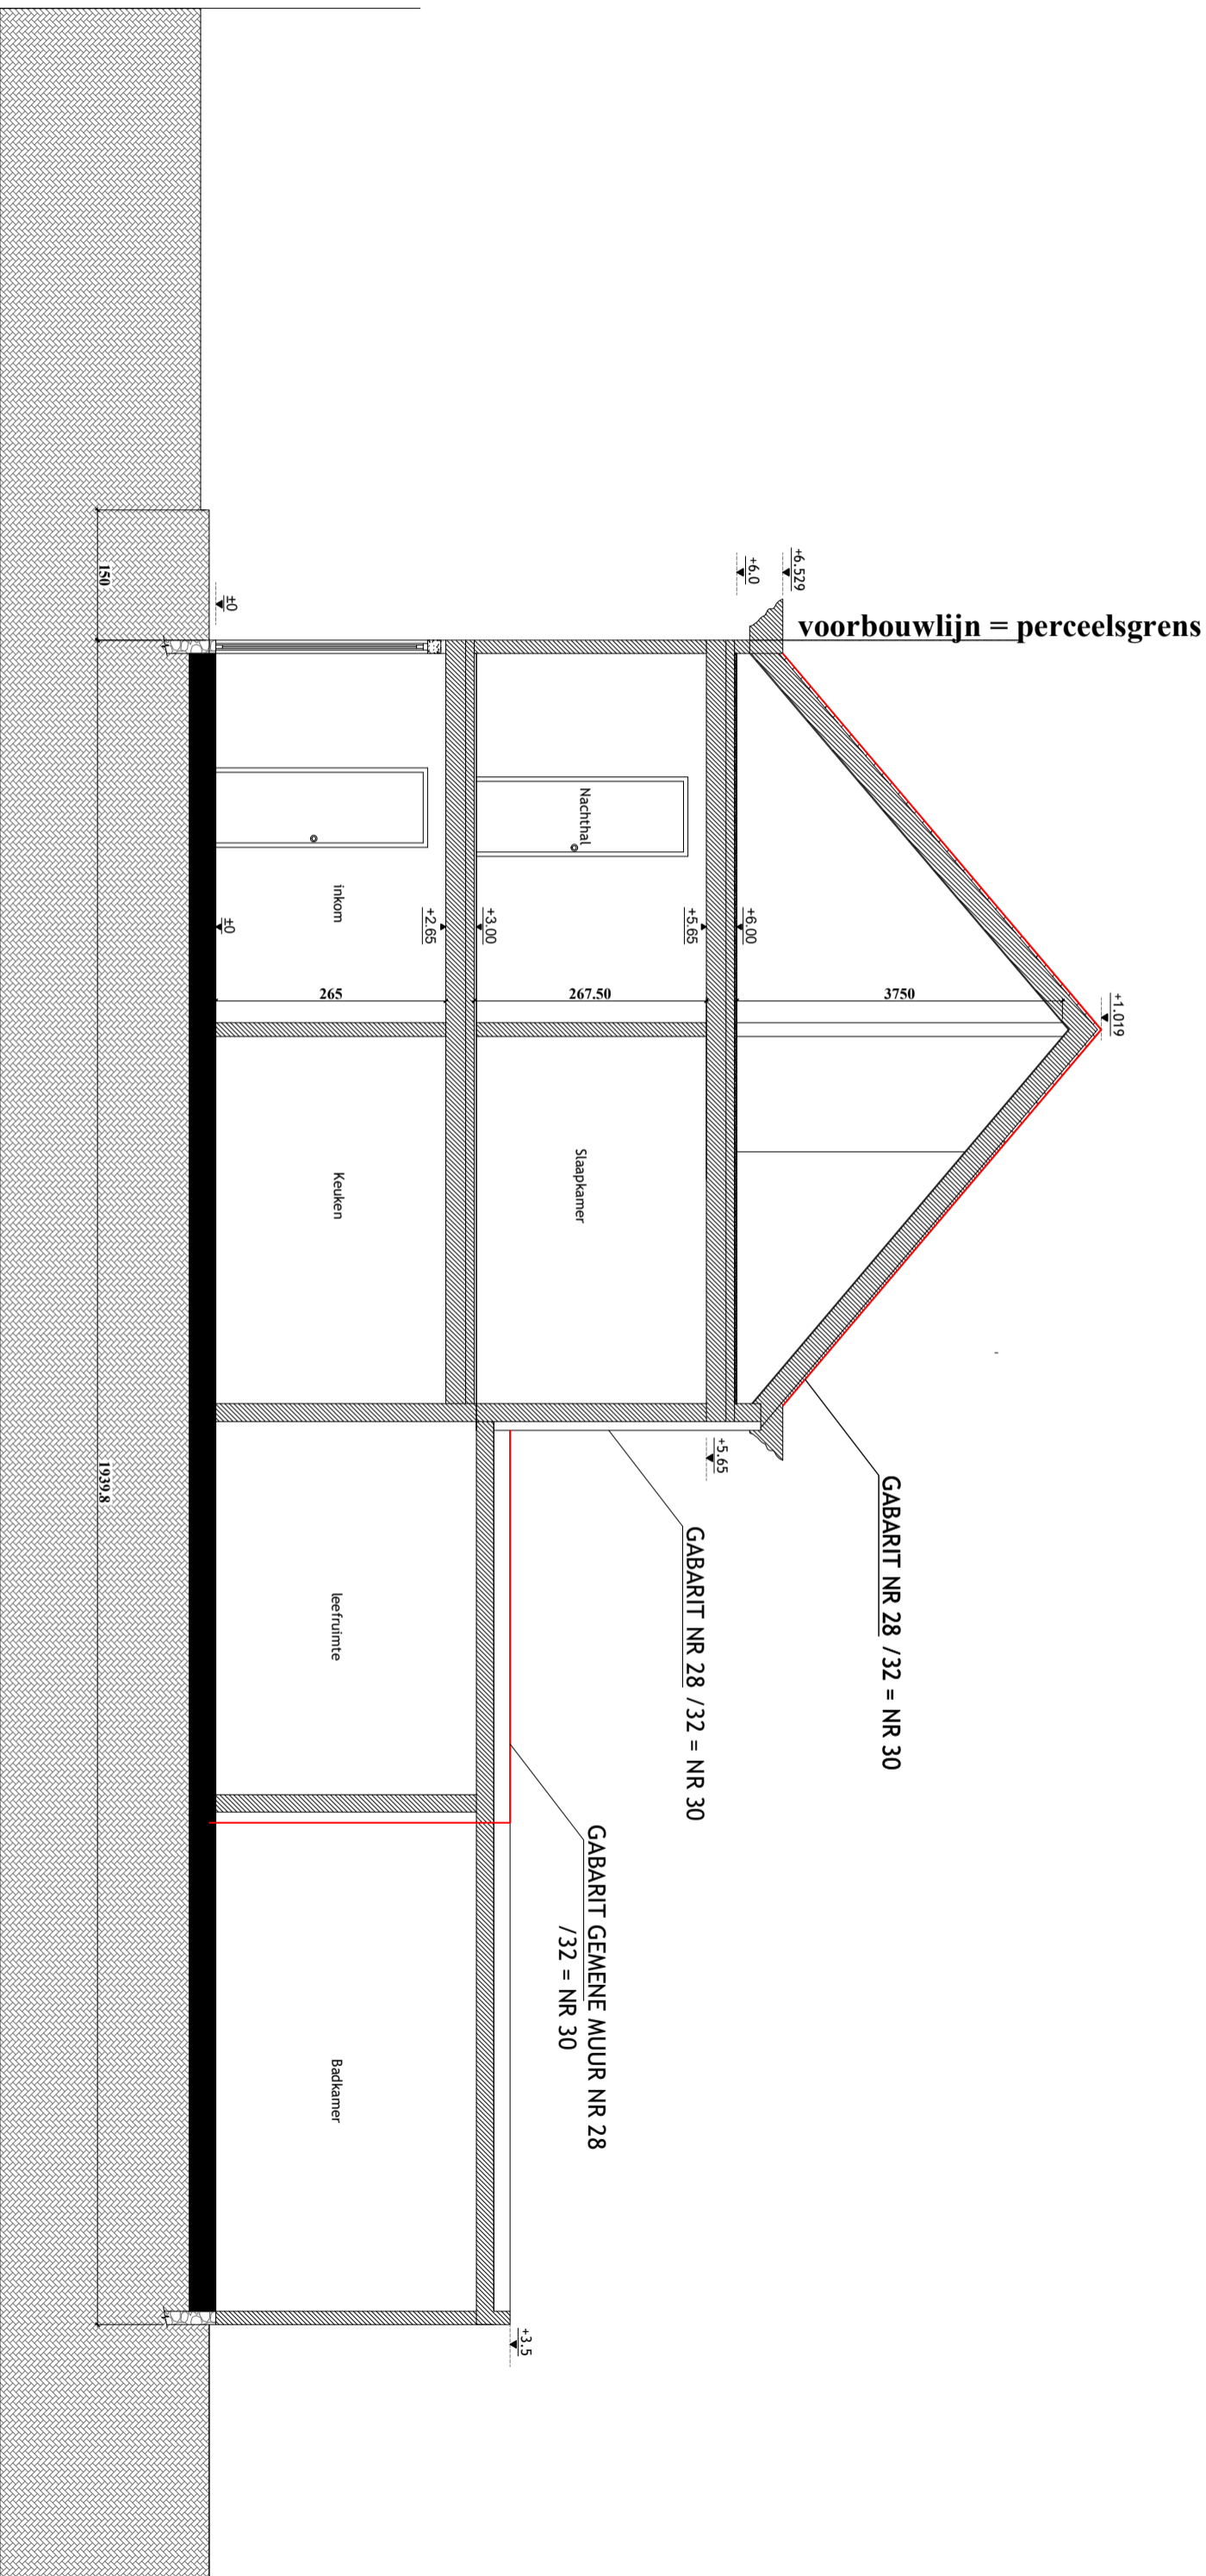 voorbouwlijn = perceelsgrens
+1.019
+6.529
+6.0
±0
150
GABARIT NR 28 /32 = NR 30
GABARIT NR 28 /32 = NR 30
GABARIT GEMENE MUUR NR 28
/32 = NR 30
3750
+6.00
+5.65
+5.65
267.50
Nachthal
Slaapkamer
+3.00
+2.65
265
inkom
Keuken
leefruimte
Badkamer
±0
+3.5
1939.8